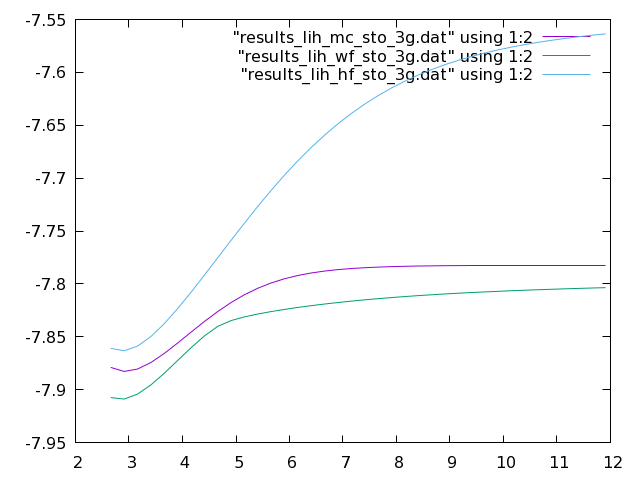 -7.55
"results_lih_mc_sto_3g.dat" using 1:2
"results_lih_wf_sto_3g.dat" using 1:2
"results_lih_hf_sto_3g.dat" using 1:2
-7.6
-7.65
-7.7
-7.75
-7.8
-7.85
-7.9
-7.95
2 3 4 5 6 7 8 9 10 11 12